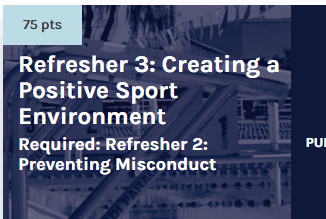 75 pts
Refresher 3: Creating a
Positive Sport
Environment
Required: Refresher 2:
Preventing Misconduct